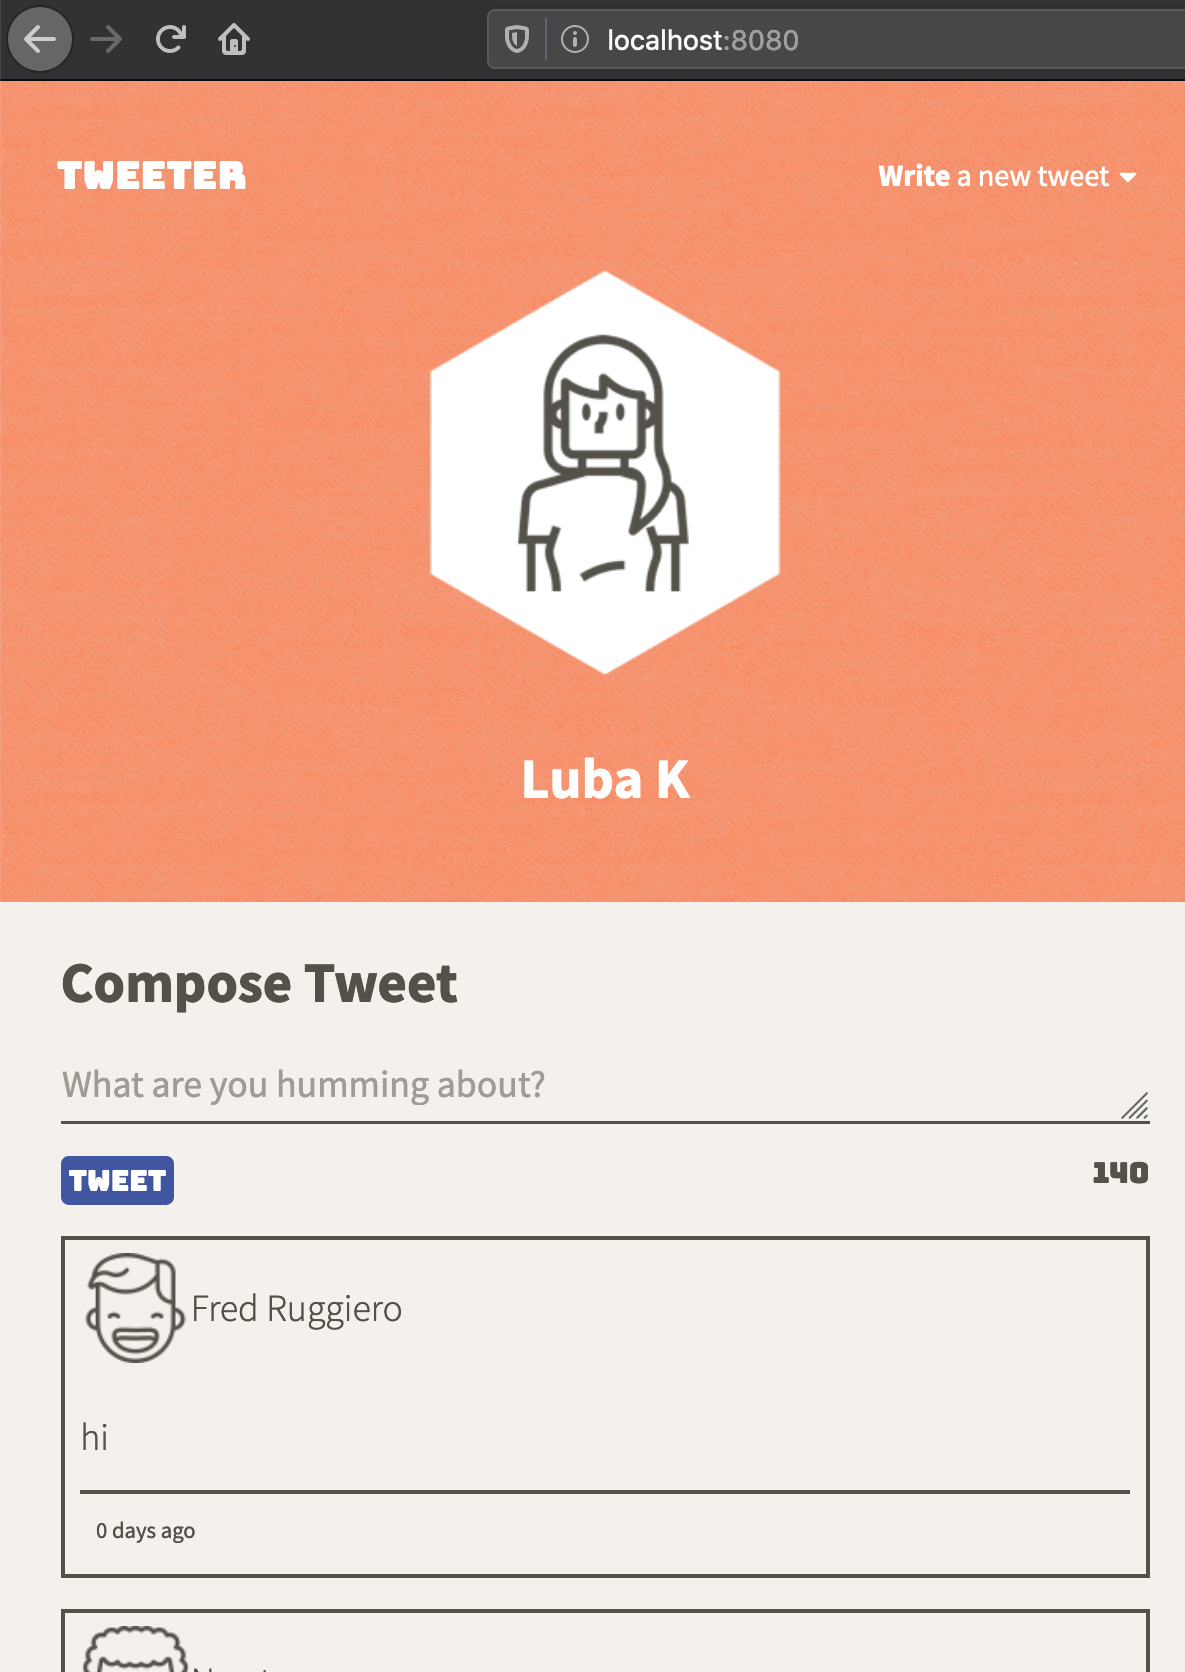 localhost:8080
TWEETER
Write a new tweet
Luba K
Compose Tweet
What are you humming about?
TWEET
140
Fred Ruggiero
hi
0 days ago